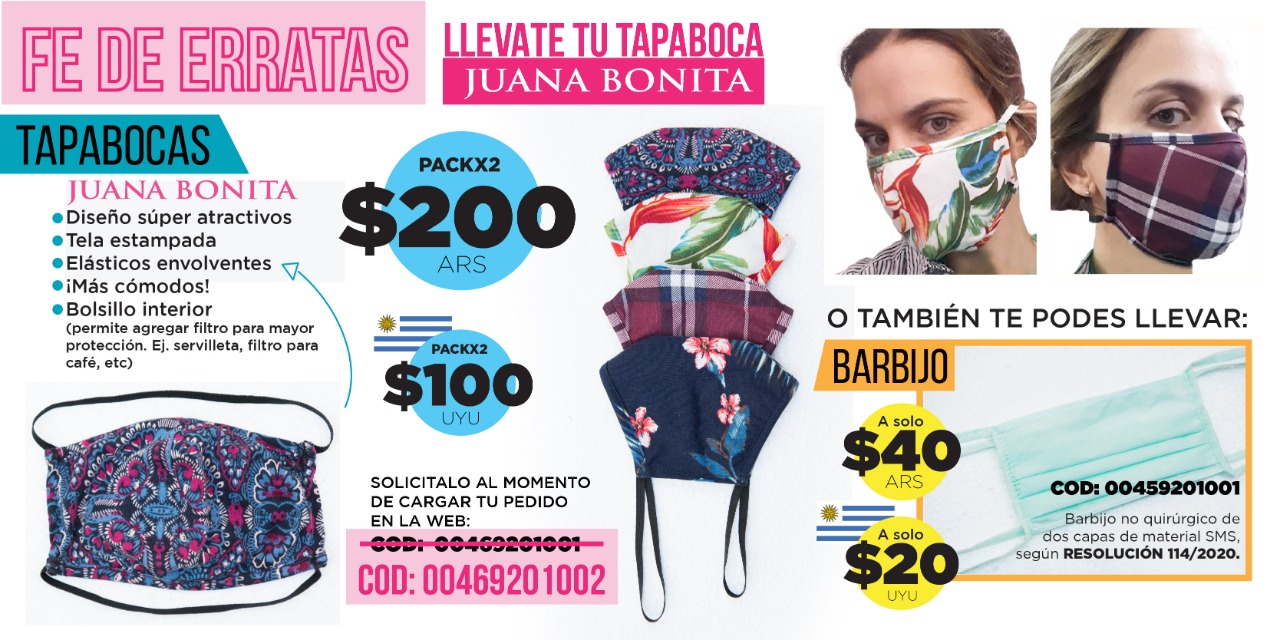 FE DE ERRATAS
LLEVATE TU TAPABOCA
JUANA BONITA
TAPABOCAS
JUANA BONITA
Diseño súper atractivos
Tela estampada
Elásticos envolventes
¡Más cómodos!
Bolsillo interior
(permite agregar filtro para mayor
protección. Ej. servilleta, filtro para
café, etc)
PACKX2
$200
ARS
PACKX2
$100
UYU
SOLICITALO AL MOMENTO
DE CARGAR TU PEDIDO
EN LA WEB:
COD: 00469201001
COD: 00469201002
O TAMBIÉN TE PODES LLEVAR:
BARBIJO
A solo
$40
ARS
A solo
$20
UYU
COD: 00459201001
Barbijo no quirúrgico de
dos capas de material SMS,
según RESOLUCIÓN 114/2020.